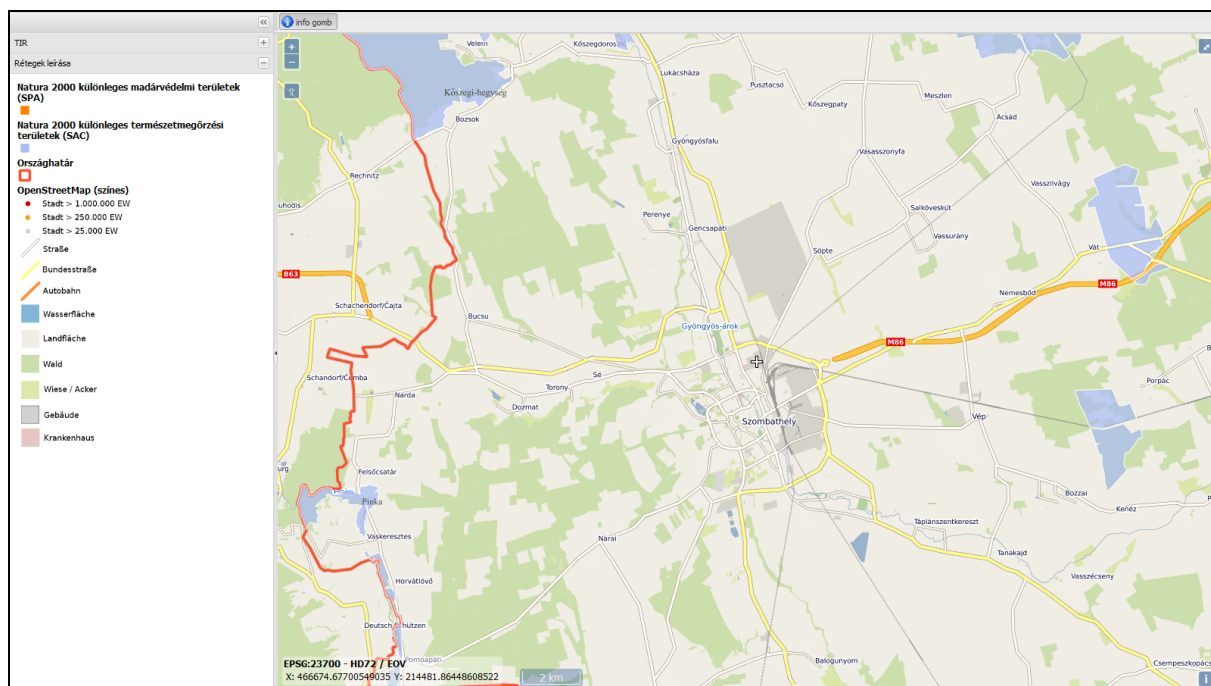 info gomb
TIR
Rétegek leírása
Natura 2000 különleges madárvédelmi területek
(SPA)
Natura 2000 különleges természetmegőrzési
területek (SAC)
Országhatár
OpenStreetMap (színes)
Stadt > 1.000.000 EW
Stadt > 250.000 EW
Stadt > 25.000 EW
Straße
Bundesstraße
Autobahn
Wasserfläche
Landfläche
Wald
Wiese / Acker
Gebäude
Krankenhaus
Velem
Kőszegdoros
Lukácsháza
Pusztacsó
Meszlen
Kőszegi-hegység
Kőszegpaty
Bozsok
Acsád
Gyöngyösfalu
Vasasszonyfa
Rechnitz
Vasszilvágy
Salköveskút
Perenye
Gencsapáti
Vassurány
Söpte
Vát
B63
M86
Nemesbőd
Schachendorf/Čajta
Bucsu
Gyöngyös-árok
M86
Schandorf/Čemba
Sé
Torony
Porpác
Narda
Dozmat
Vép
Szombathely
Felsőcsatár
Pinka
Pinka
Bozzai
Kenéz
Táplánszentkereszt
Vaskeresztes
Nárai
Tanakajd
Vasszécseny
Horvátlövő
Deutsch Schützen
Pornóapáti
Balogunyom
Csempeszkopács
EPSG:23700 - HD72 / EOV
X: 466674.67700549035 Y: 214481.86448608522
2 km